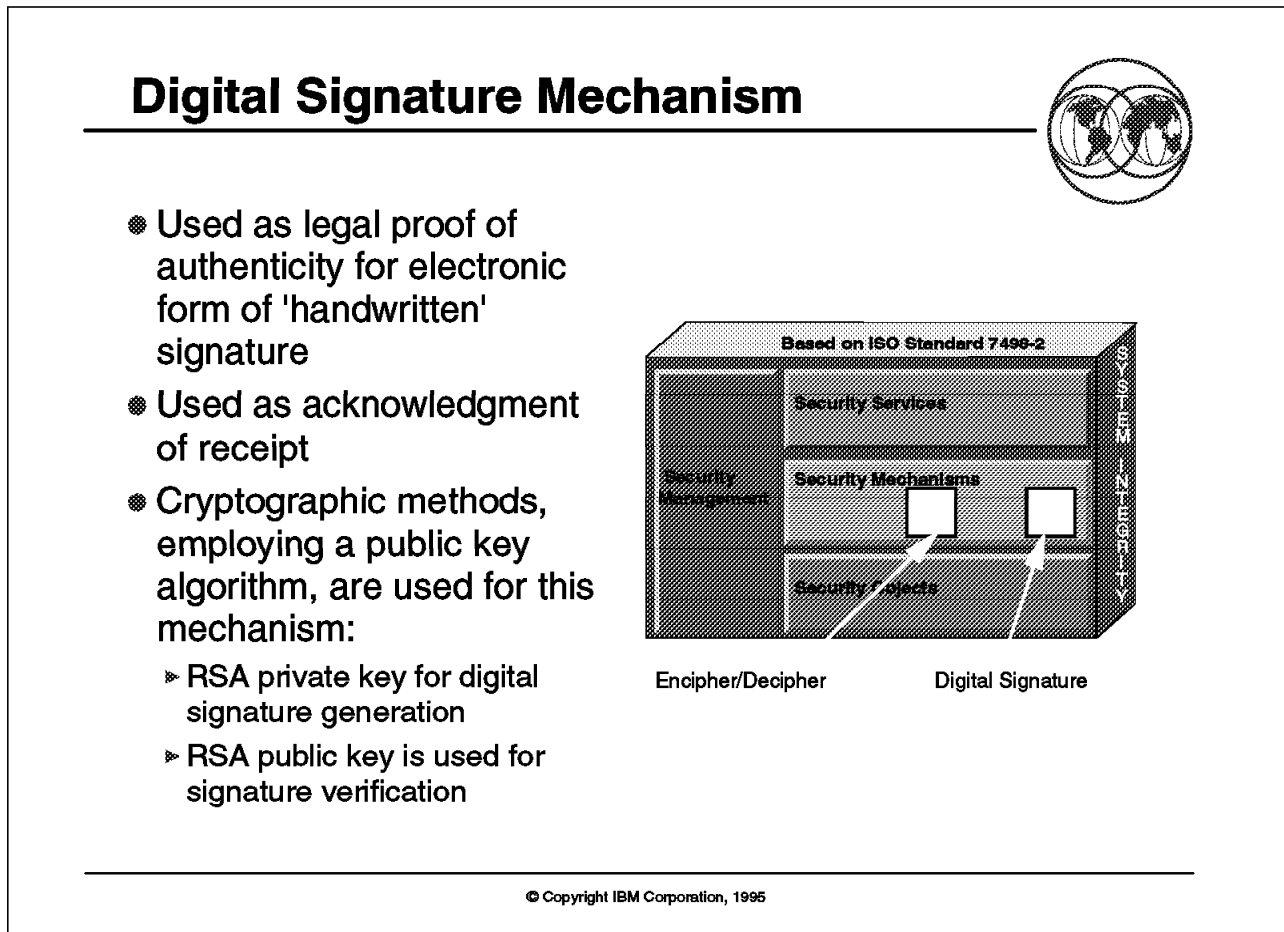 Digital Signature Mechanism
Used as legal proof of
authenticity for electronic
form of 'handwritten'
signature
Used as acknowledgment
of receipt
Cryptographic methods,
employing a public key
algorithm, are used for this
mechanism:
RSA private key for digital
signature generation
RSA public key is used for
signature verification
Based on ISO Standard 7498-2
Security Services
Security
Management
Security Mechanisms
Security Objects
SYSTEM INTEGRITY
Encipher/Decipher
Digital Signature
© Copyright IBM Corporation, 1995